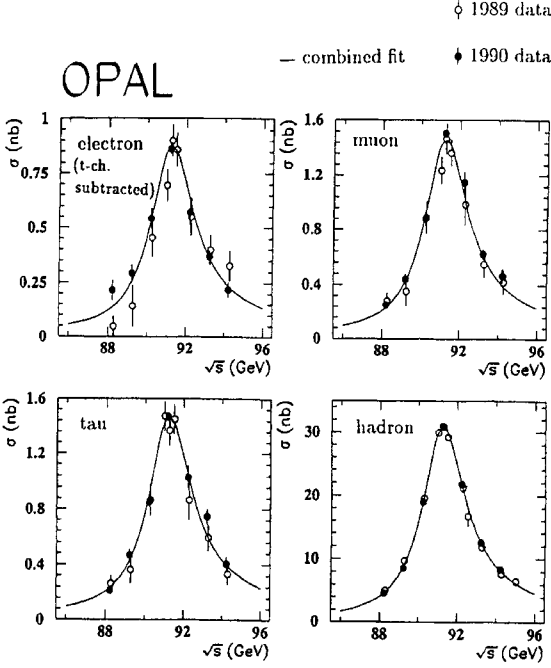 1989 data
— combined fit 1990 data
OPAL
electron
(t-ch.
subtracted)
σ (nb)
1
0.75
0.5
0.25
0
88 92 96
√s (GeV)
muon
σ (nb)
1.6
1.2
0.8
0.4
0
88 92 96
√s (GeV)
tau
σ (nb)
1.6
1.2
0.8
0.4
0
88 92 96
√s (GeV)
hadron
σ (nb)
30
20
10
0
88 92 96
√s (GeV)